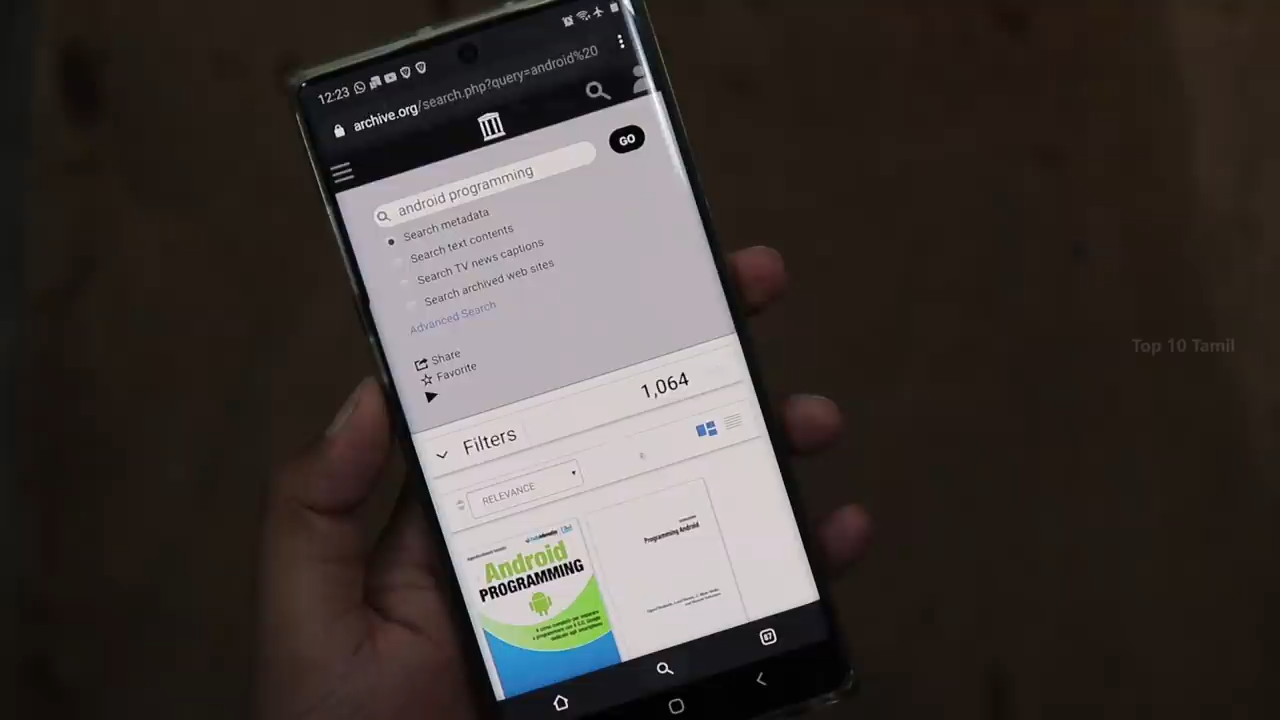 12:23
archive.org/search.php?query=android%20
android programming
GO
Search metadata
Search text contents
Search TV news captions
Search archived web sites
Advanced Search
Share
Favorite
1,064
Filters
RELEVANCE
Android
PROGRAMMING
Programming Android
67
Top 10 Tamil